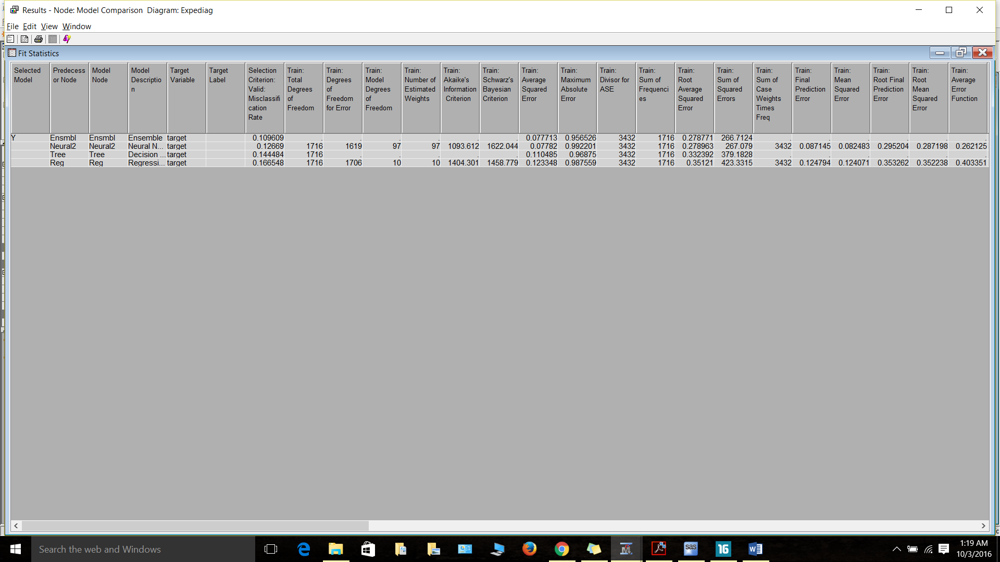 Results - Node: Model Comparison  Diagram: Expediag
File Edit View Window
Fit Statistics
Selected Model
Predecess or Node
Model Node
Model Descriptio n
Target Variable
Target Label
Selection Criterion: Valid: Misclassifi cation Rate
Train: Total Degrees of Freedom
Train: Degrees of Freedom for Error
Train: Model Degrees of Freedom
Train: Number of Estimated Weights
Train: Akaike's Information Criterion
Train: Schwarz's Bayesian Criterion
Train: Average Squared Error
Train: Maximum Absolute Error
Train: Divisor for ASE
Train: Sum of Frequenci es
Train: Root Average Squared Error
Train: Sum of Squared Errors
Train: Sum of Case Weights Times Freq
Train: Final Prediction Error
Train: Mean Squared Error
Train: Root Final Prediction Error
Train: Root Mean Squared Error
Train: Average Error Function
Y Ensmbl Ensmbl Ensemble target 0.109609 . . . . . . 0.077713 0.956526 3432 1716 0.278771 266.7124 . . . . . .
Neural2 Neural2 Neural N... target 0.12669 1716 1619 97 97 1093.612 1622.044 0.07782 0.992201 3432 1716 0.278963 267.079 3432 0.087145 0.082483 0.295204 0.287198 0.262125
Tree Tree Decision ... target 0.144484 1716 . . . . . 0.110485 0.96875 3432 1716 0.332392 379.1828 . . . . . .
Reg Reg Regressi... target 0.166548 1716 1706 10 10 1404.301 1458.779 0.123348 0.987559 3432 1716 0.35121 423.3315 3432 0.124794 0.124071 0.353262 0.352238 0.403351
Search the web and Windows
sas
16
1:19 AM
10/3/2016